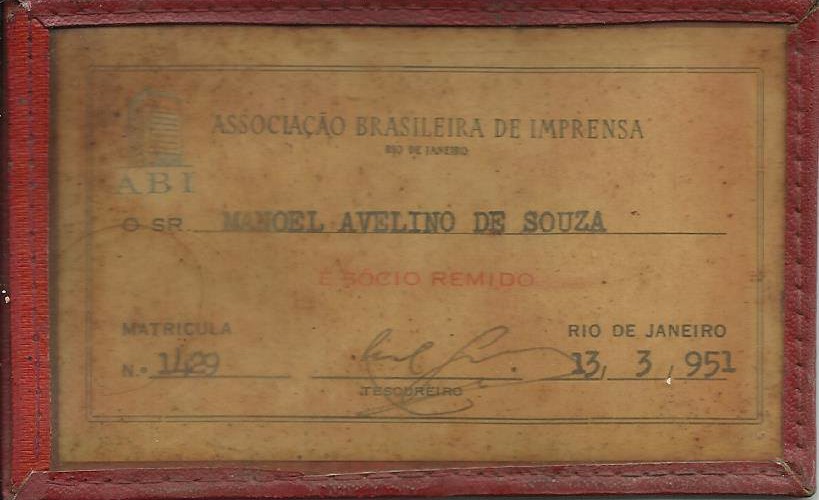 ASSOCIAÇÃO BRASILEIRA DE IMPRENSA
RIO DE JANEIRO
ABI
O SR. MANOEL AVELINO DE SOUZA
É SÓCIO REMIDO
MATRICULA
N.º 1429
TESOUREIRO
RIO DE JANEIRO
13, 3, 951